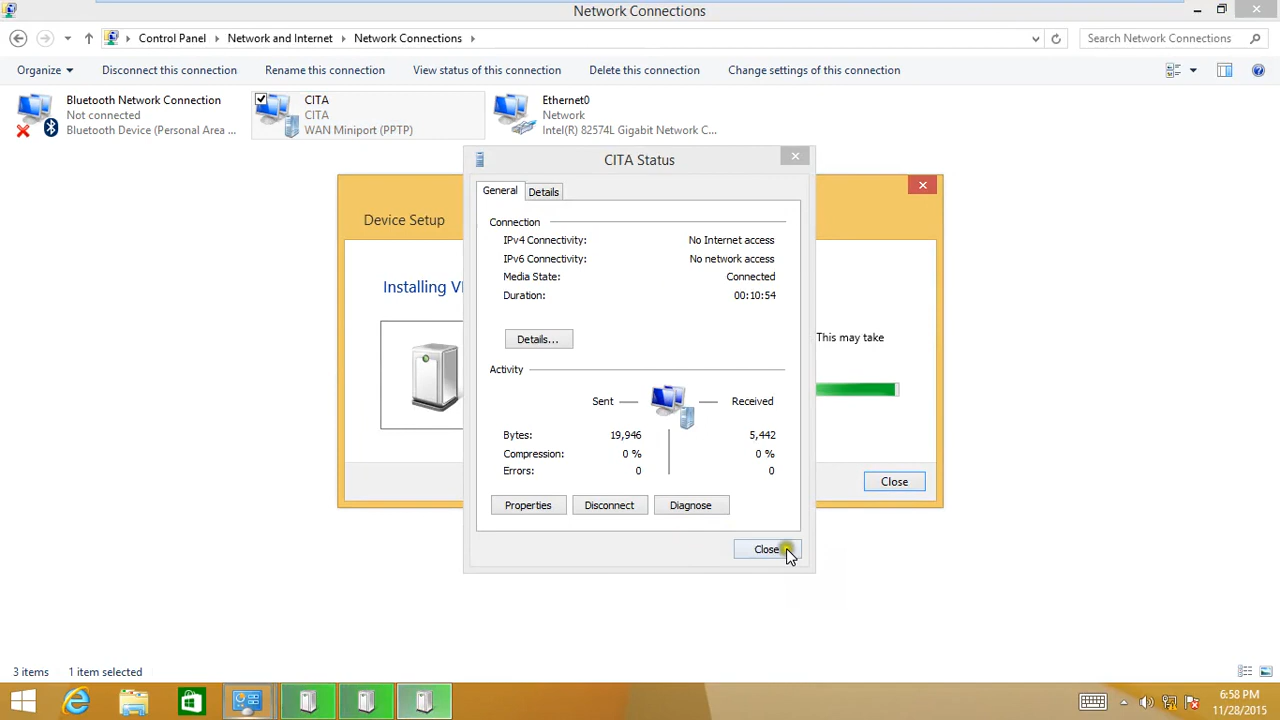 Network Connections
Control Panel Network and Internet Network Connections
Search Network Connections
Organize Disconnect this connection Rename this connection View status of this connection Delete this connection Change settings of this connection
Bluetooth Network Connection
Not connected
Bluetooth Device (Personal Area ...
CITA
CITA
WAN Miniport (PPTP)
Ethernet0
Network
Intel(R) 82574L Gigabit Network C...
Device Setup
Installing
This may take
Close
CITA Status
General Details
Connection
IPv4 Connectivity: No Internet access
IPv6 Connectivity: No network access
Media State: Connected
Duration: 00:10:54
Details...
Activity
Sent Received
Bytes: 19,946 5,442
Compression: 0 % 0 %
Errors: 0 0
Properties Disconnect Diagnose
Close
3 items 1 item selected
6:58 PM
11/28/2015